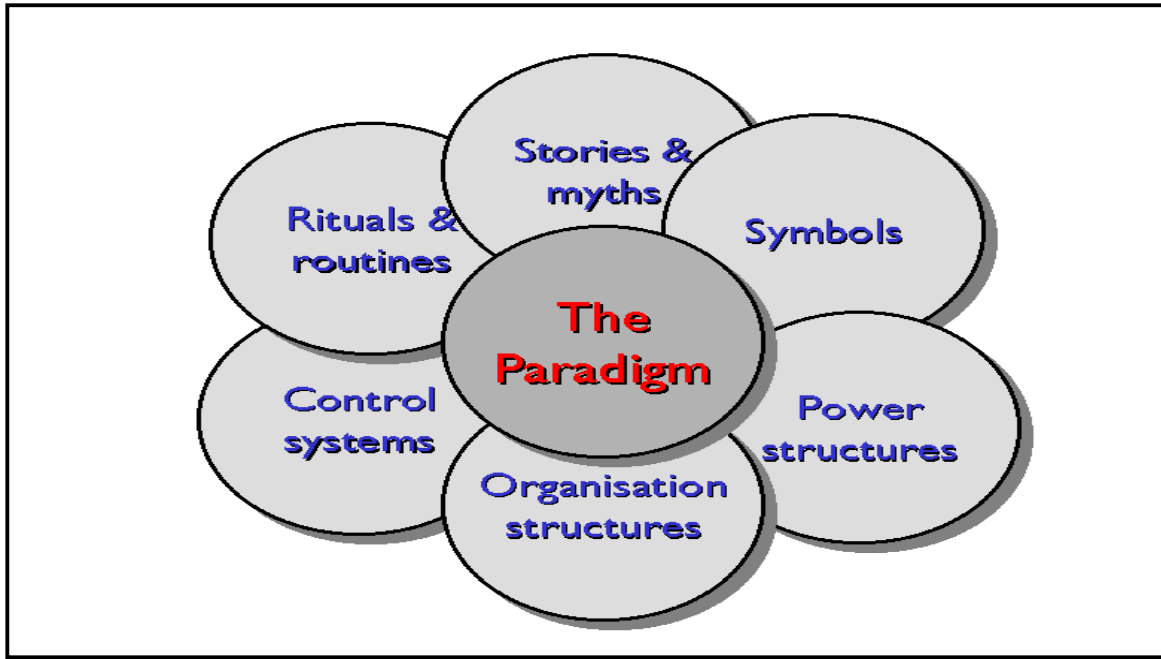 Stories &
myths
Rituals &
routines
Symbols
The
Paradigm
Control
systems
Power
structures
Organisation
structures